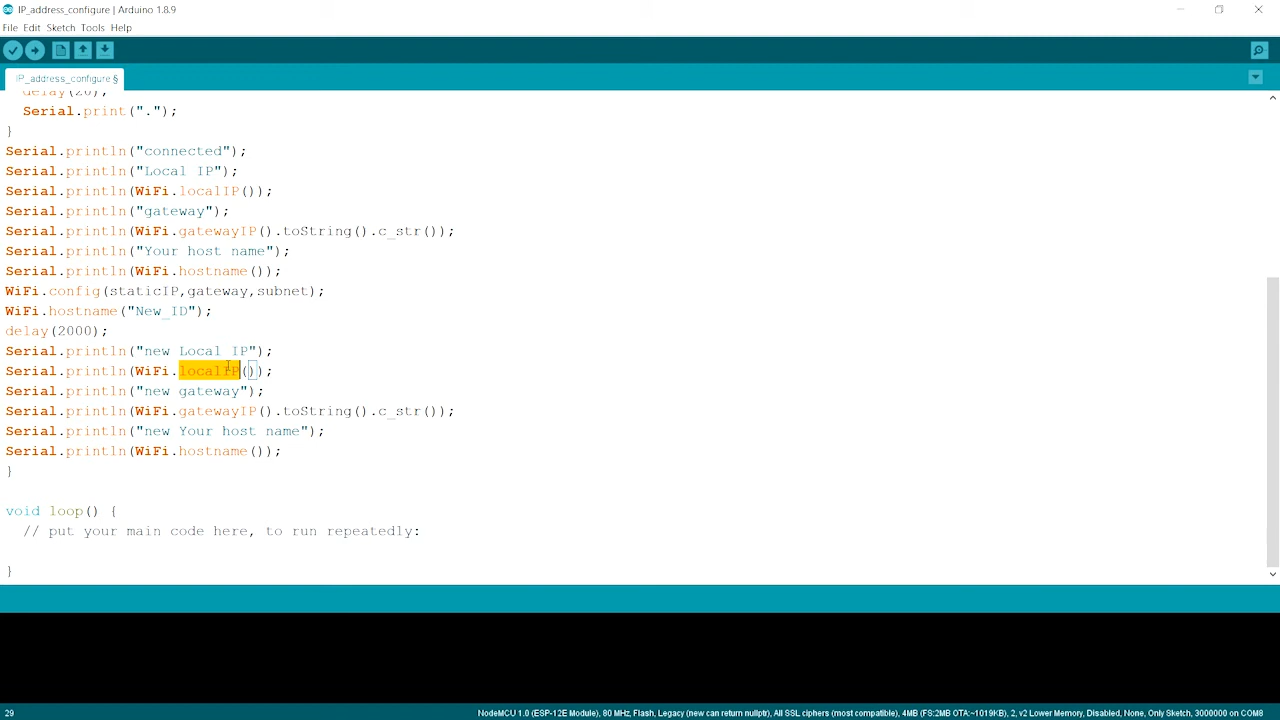 IP_address_configure | Arduino 1.8.9
File Edit Sketch Tools Help
IP_address_configure §
delay(20);
Serial.print(".");
}
Serial.println("connected");
Serial.println("Local IP");
Serial.println(WiFi.localIP());
Serial.println("gateway");
Serial.println(WiFi.gatewayIP().toString().c_str());
Serial.println("Your host name");
Serial.println(WiFi.hostname());
WiFi.config(staticIP,gateway,subnet);
WiFi.hostname("New_ID");
delay(2000);
Serial.println("new Local IP");
Serial.println(WiFi.localIP());
Serial.println("new gateway");
Serial.println(WiFi.gatewayIP().toString().c_str());
Serial.println("new Your host name");
Serial.println(WiFi.hostname());
}
void loop() {
// put your main code here, to run repeatedly:
}
29
NodeMCU 1.0 (ESP-12E Module), 80 MHz, Flash, Legacy (new can return nullptr), All SSL ciphers (most compatible), 4MB (FS:2MB OTA:~1019KB), 2, v2 Lower Memory, Disabled, None, Only Sketch, 3000000 on COM8